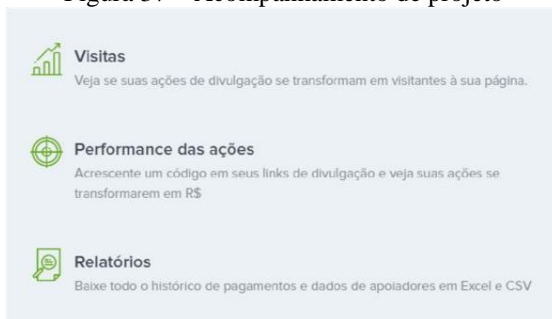 Visitas
Veja se suas ações de divulgação se transformam em visitantes à sua página.
Performance das ações
Acrescente um código em seus links de divulgação e veja suas ações se
transformarem em R$
Relatórios
Baixe todo o histórico de pagamentos e dados de apoiadores em Excel e CSV